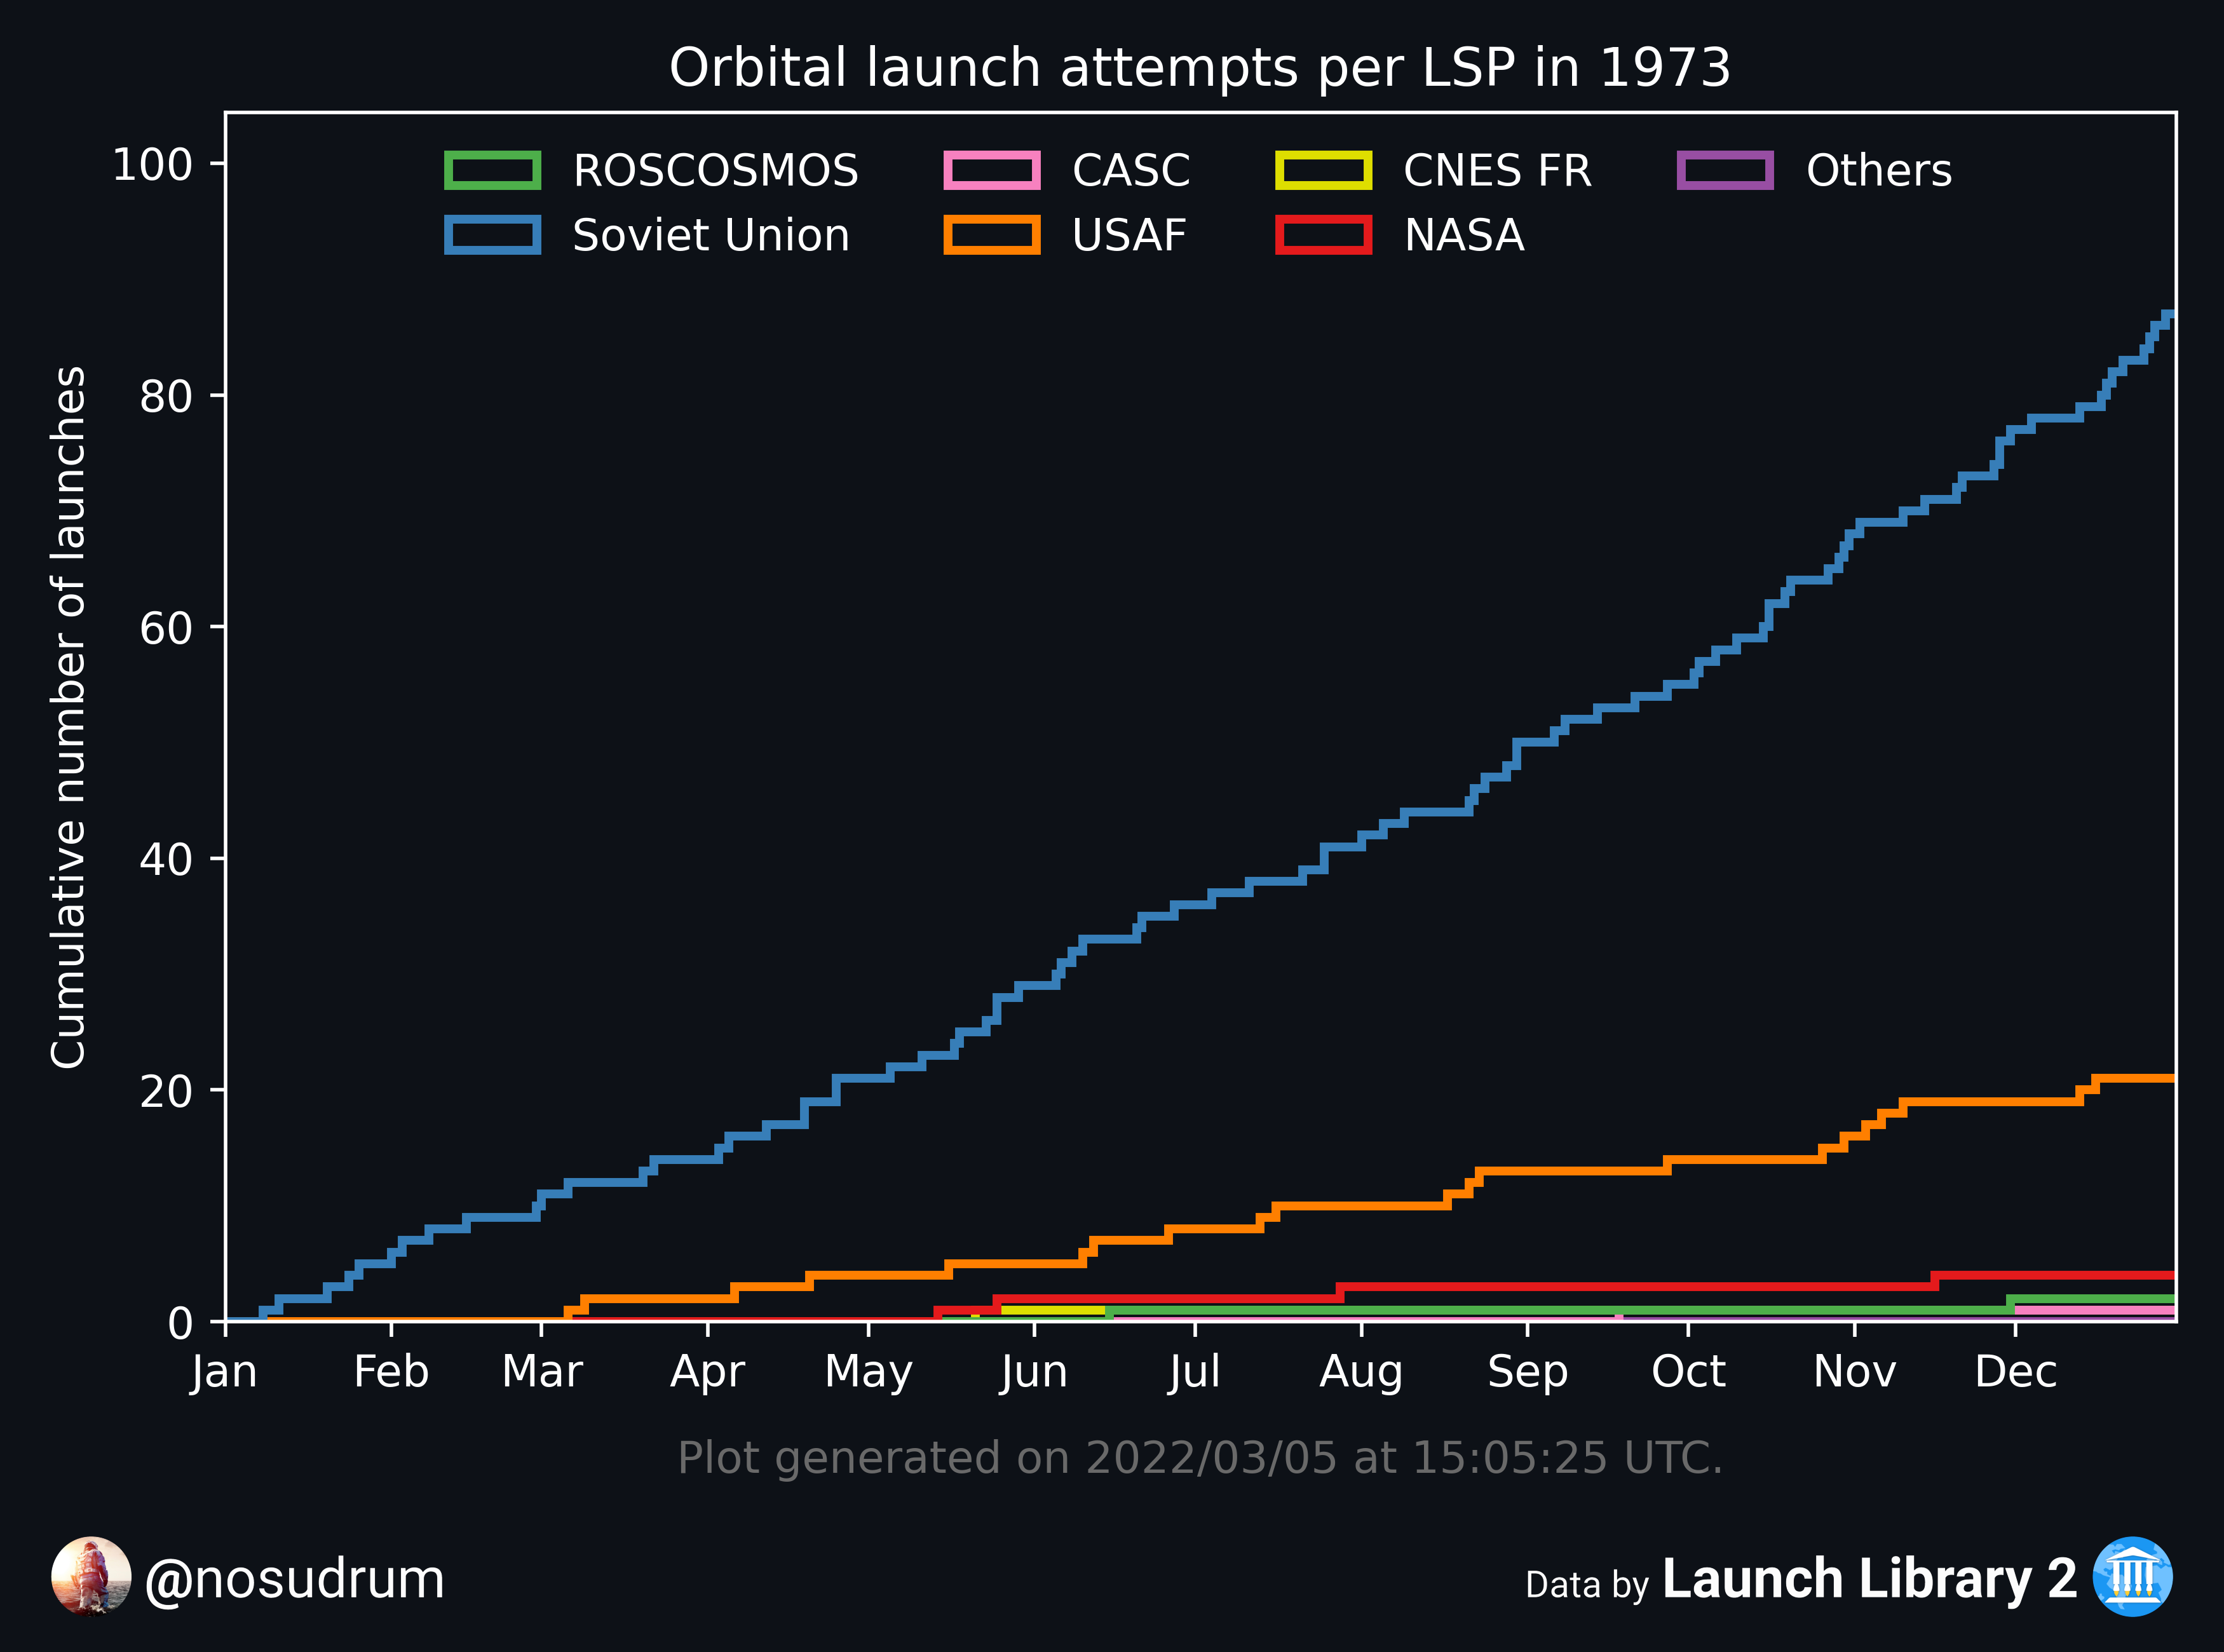 Orbital launch attempts per LSP in 1973
ROSCOSMOS CASC CNES FR Others
Soviet Union USAF NASA
Cumulative number of launches
100
80
60
40
20
0
Jan Feb Mar Apr May Jun Jul Aug Sep Oct Nov Dec
Plot generated on 2022/03/05 at 15:05:25 UTC.
@nosudrum
Data by Launch Library 2